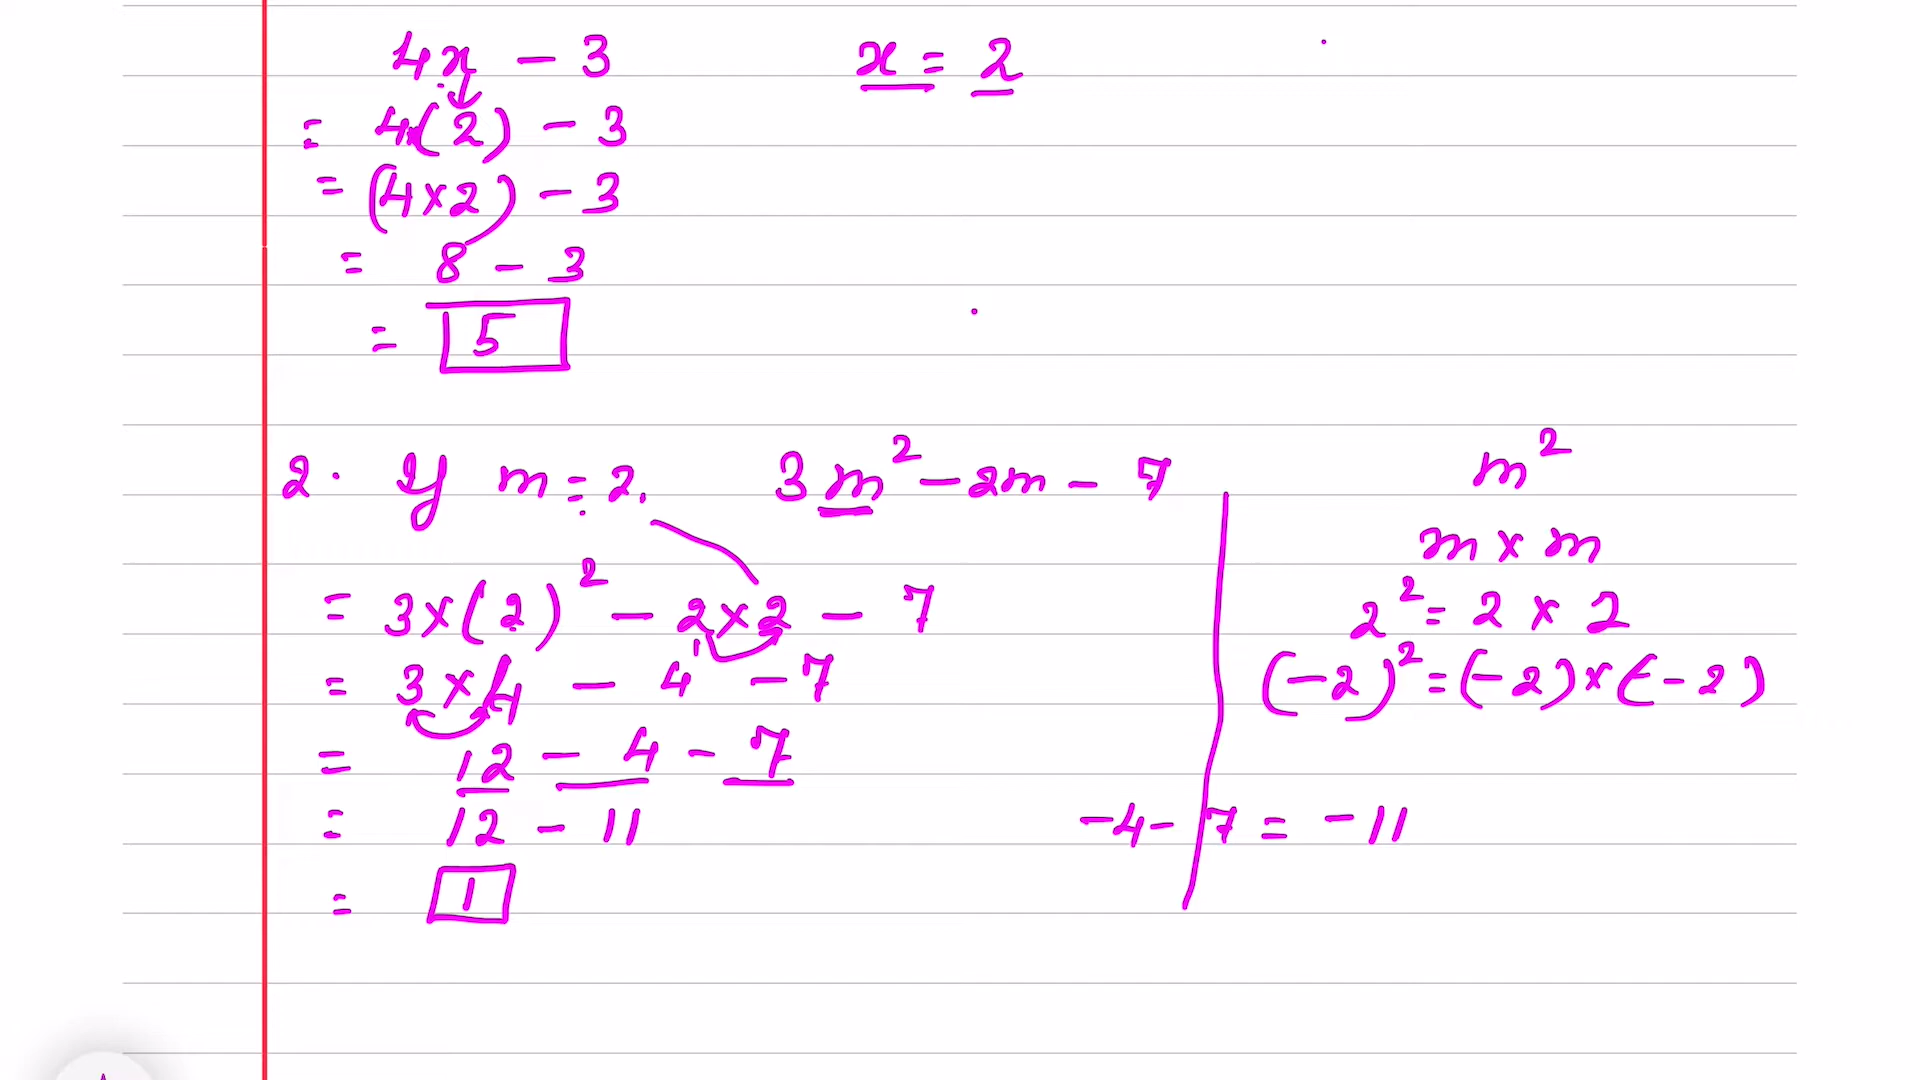 4x - 3
x = 2
= 4(2) - 3
= (4×2) - 3
= 8 - 3
= 5
2. If m = 2. 3m² - 2m - 7
m²
m × m
= 3×(2)² - 2×2 - 7
2² = 2 × 2
= 3×4 - 4 - 7
(-2)² = (-2)×(-2)
= 12 - 4 - 7
= 12 - 11
-4 - 7 = -11
= 1